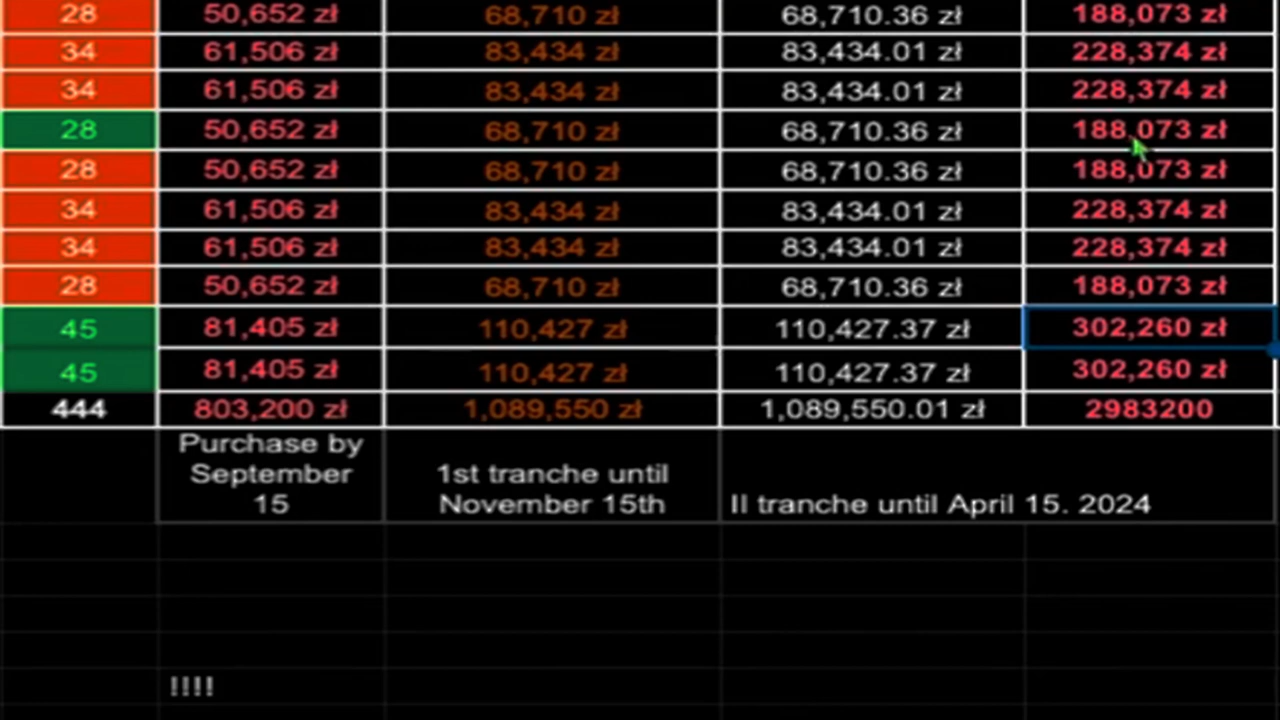 28 50,652 zł 68,710 zł 68,710.36 zł 188,073 zł
34 61,506 zł 83,434 zł 83,434.01 zł 228,374 zł
34 61,506 zł 83,434 zł 83,434.01 zł 228,374 zł
28 50,652 zł 68,710 zł 68,710.36 zł 188,073 zł
28 50,652 zł 68,710 zł 68,710.36 zł 188,073 zł
34 61,506 zł 83,434 zł 83,434.01 zł 228,374 zł
34 61,506 zł 83,434 zł 83,434.01 zł 228,374 zł
28 50,652 zł 68,710 zł 68,710.36 zł 188,073 zł
45 81,405 zł 110,427 zł 110,427.37 zł 302,260 zł
45 81,405 zł 110,427 zł 110,427.37 zł 302,260 zł
444 803,200 zł 1,089,550 zł 1,089,550.01 zł 2983200
Purchase by
September
15
1st tranche until
November 15th
II tranche until April 15. 2024
!!!!